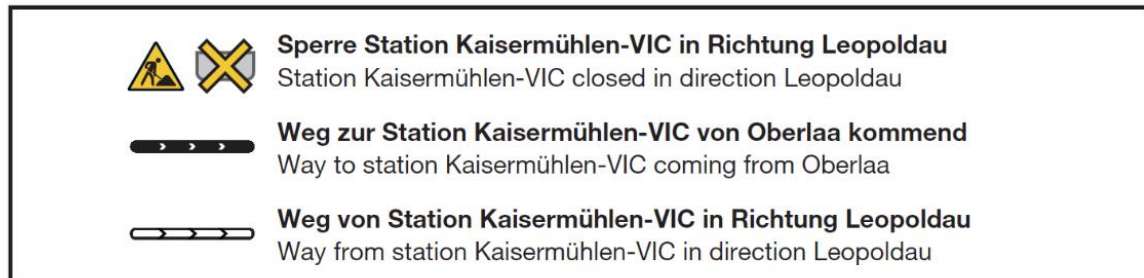 Sperre Station Kaisermühlen-VIC in Richtung Leopoldau
Station Kaisermühlen-VIC closed in direction Leopoldau
Weg zur Station Kaisermühlen-VIC von Oberlaa kommend
Way to station Kaisermühlen-VIC coming from Oberlaa
Weg von Station Kaisermühlen-VIC in Richtung Leopoldau
Way from station Kaisermühlen-VIC in direction Leopoldau